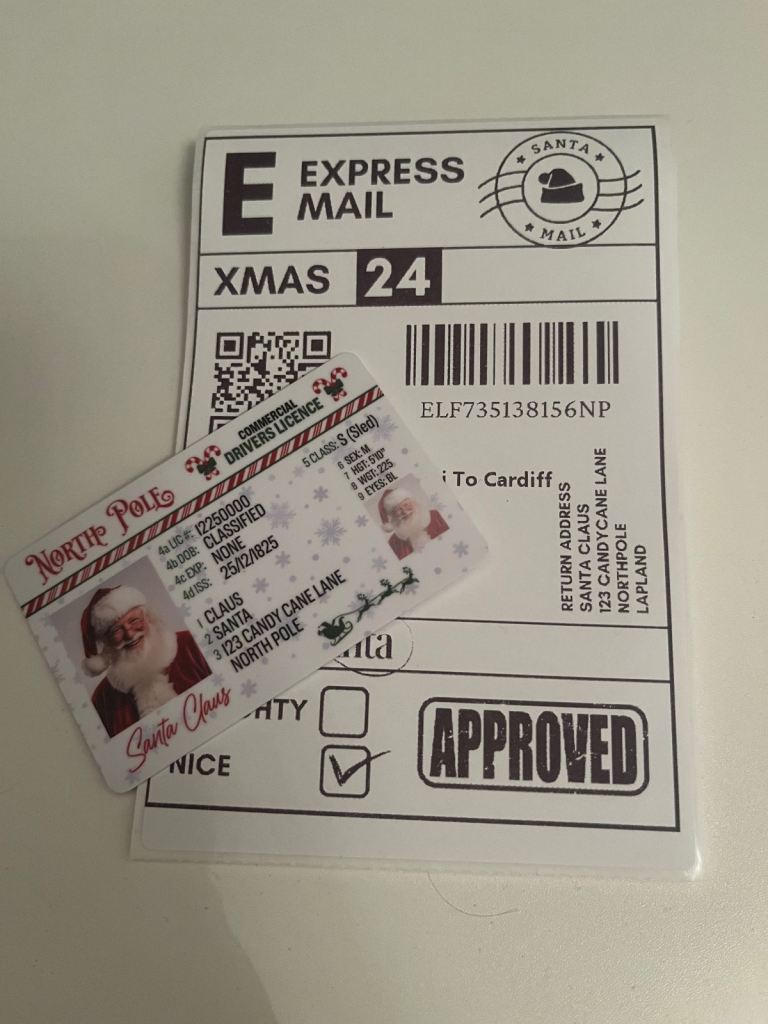 E
EXPRESS
MAIL
SANTA
MAIL
XMAS 24
ELF735138156NP
i To Cardiff
RETURN ADDRESS
SANTA CLAUS
123 CANDYCANE LANE
NORTHPOLE
LAPLAND
nta
HTY
NICE
APPROVED
NORTH POLE
COMMERCIAL
DRIVERS LICENCE
4a LIC #: 12250000
4b DOB: CLASSIFIED
4c EXP: NONE
4d ISS: 25/12/1825
5 CLASS: S (Sled)
6 SEX: M
7 HGT: 5'10"
8 WGT: 225
9 EYES: BL
1 CLAUS
2 SANTA
3 123 CANDY CANE LANE
NORTH POLE
Santa Claus